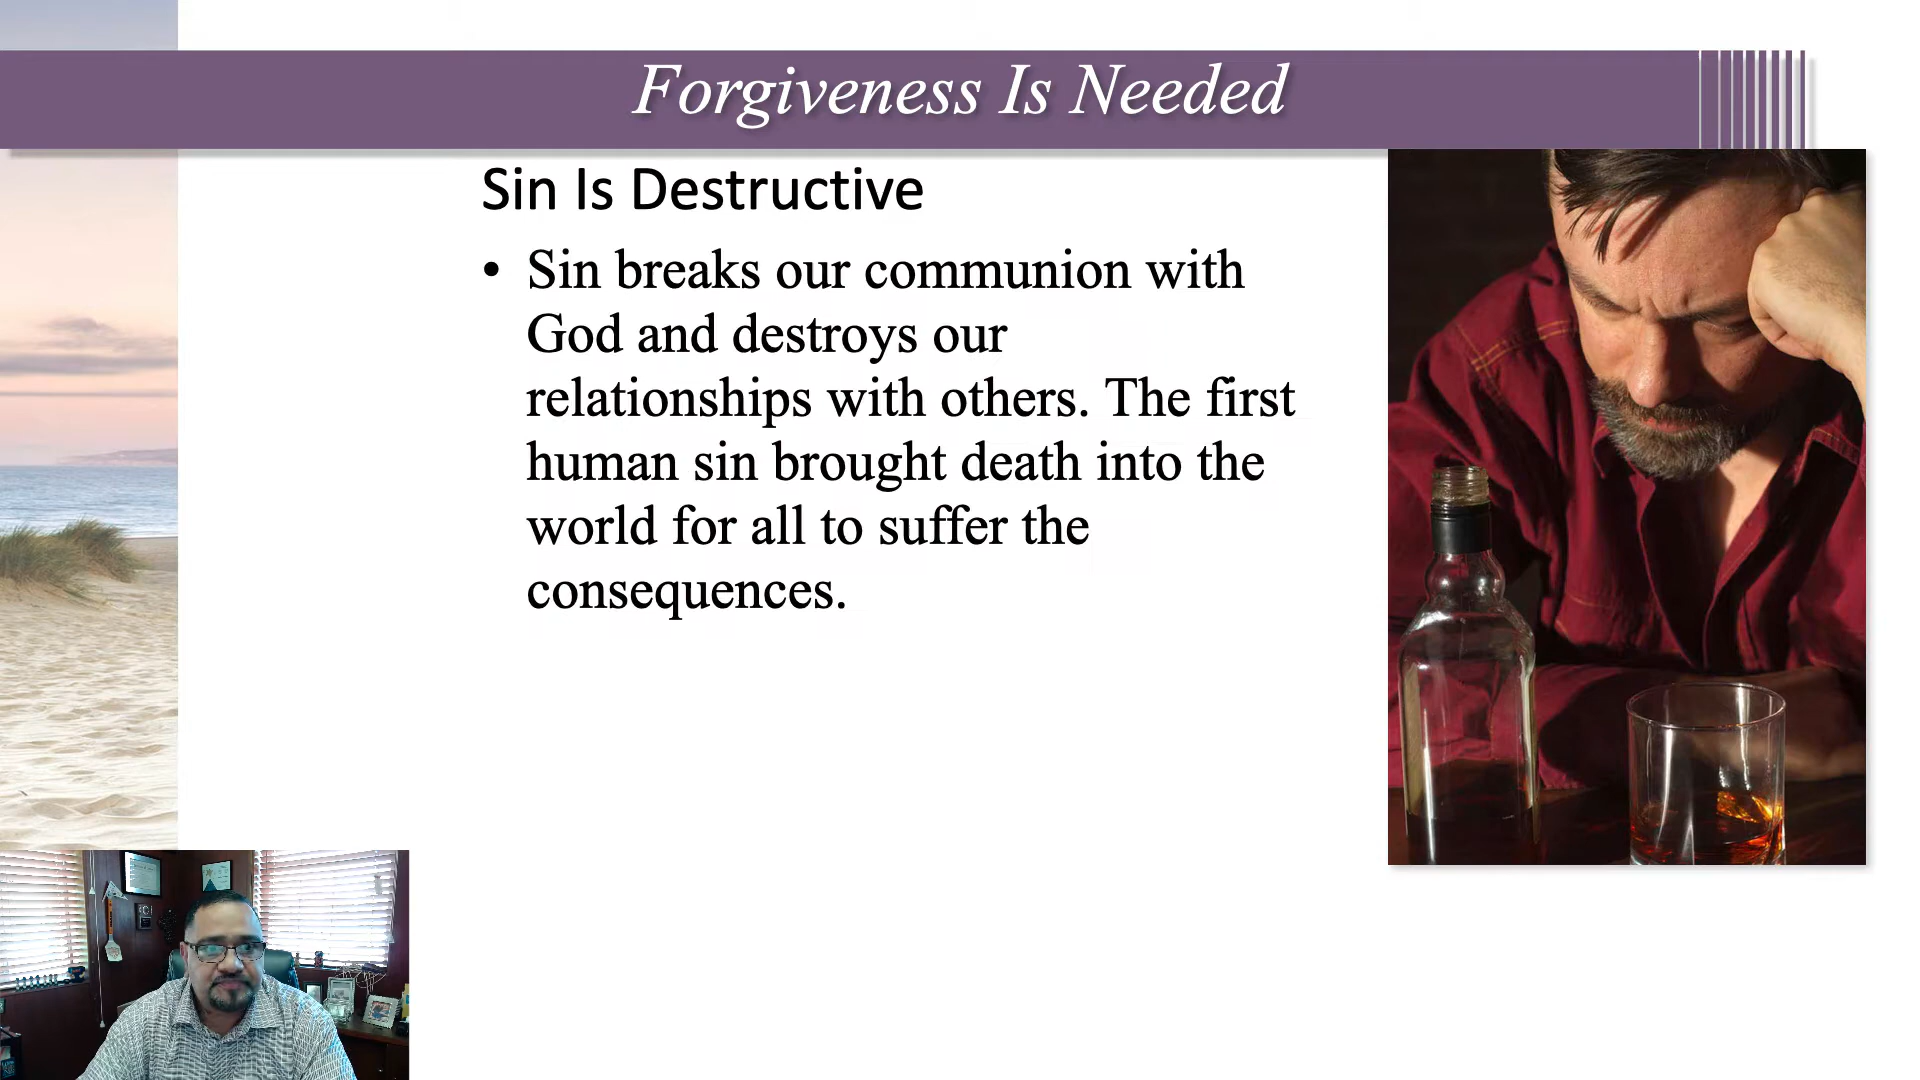 Forgiveness Is Needed
Sin Is Destructive
• Sin breaks our communion with
God and destroys our
relationships with others. The first
human sin brought death into the
world for all to suffer the
consequences.